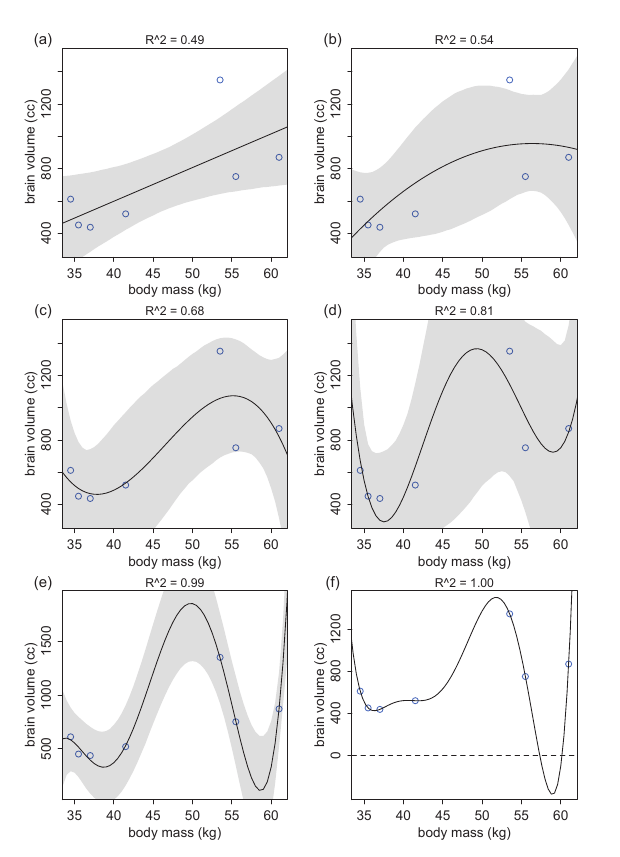 (a) R^2 = 0.49
brain volume (cc)
400 800 1200
35 40 45 50 55 60
body mass (kg)
(b) R^2 = 0.54
brain volume (cc)
400 800 1200
35 40 45 50 55 60
body mass (kg)
(c) R^2 = 0.68
brain volume (cc)
400 800 1200
35 40 45 50 55 60
body mass (kg)
(d) R^2 = 0.81
brain volume (cc)
400 800 1200
35 40 45 50 55 60
body mass (kg)
(e) R^2 = 0.99
brain volume (cc)
500 1000 1500
35 40 45 50 55 60
body mass (kg)
(f) R^2 = 1.00
brain volume (cc)
0 400 800 1200
35 40 45 50 55 60
body mass (kg)